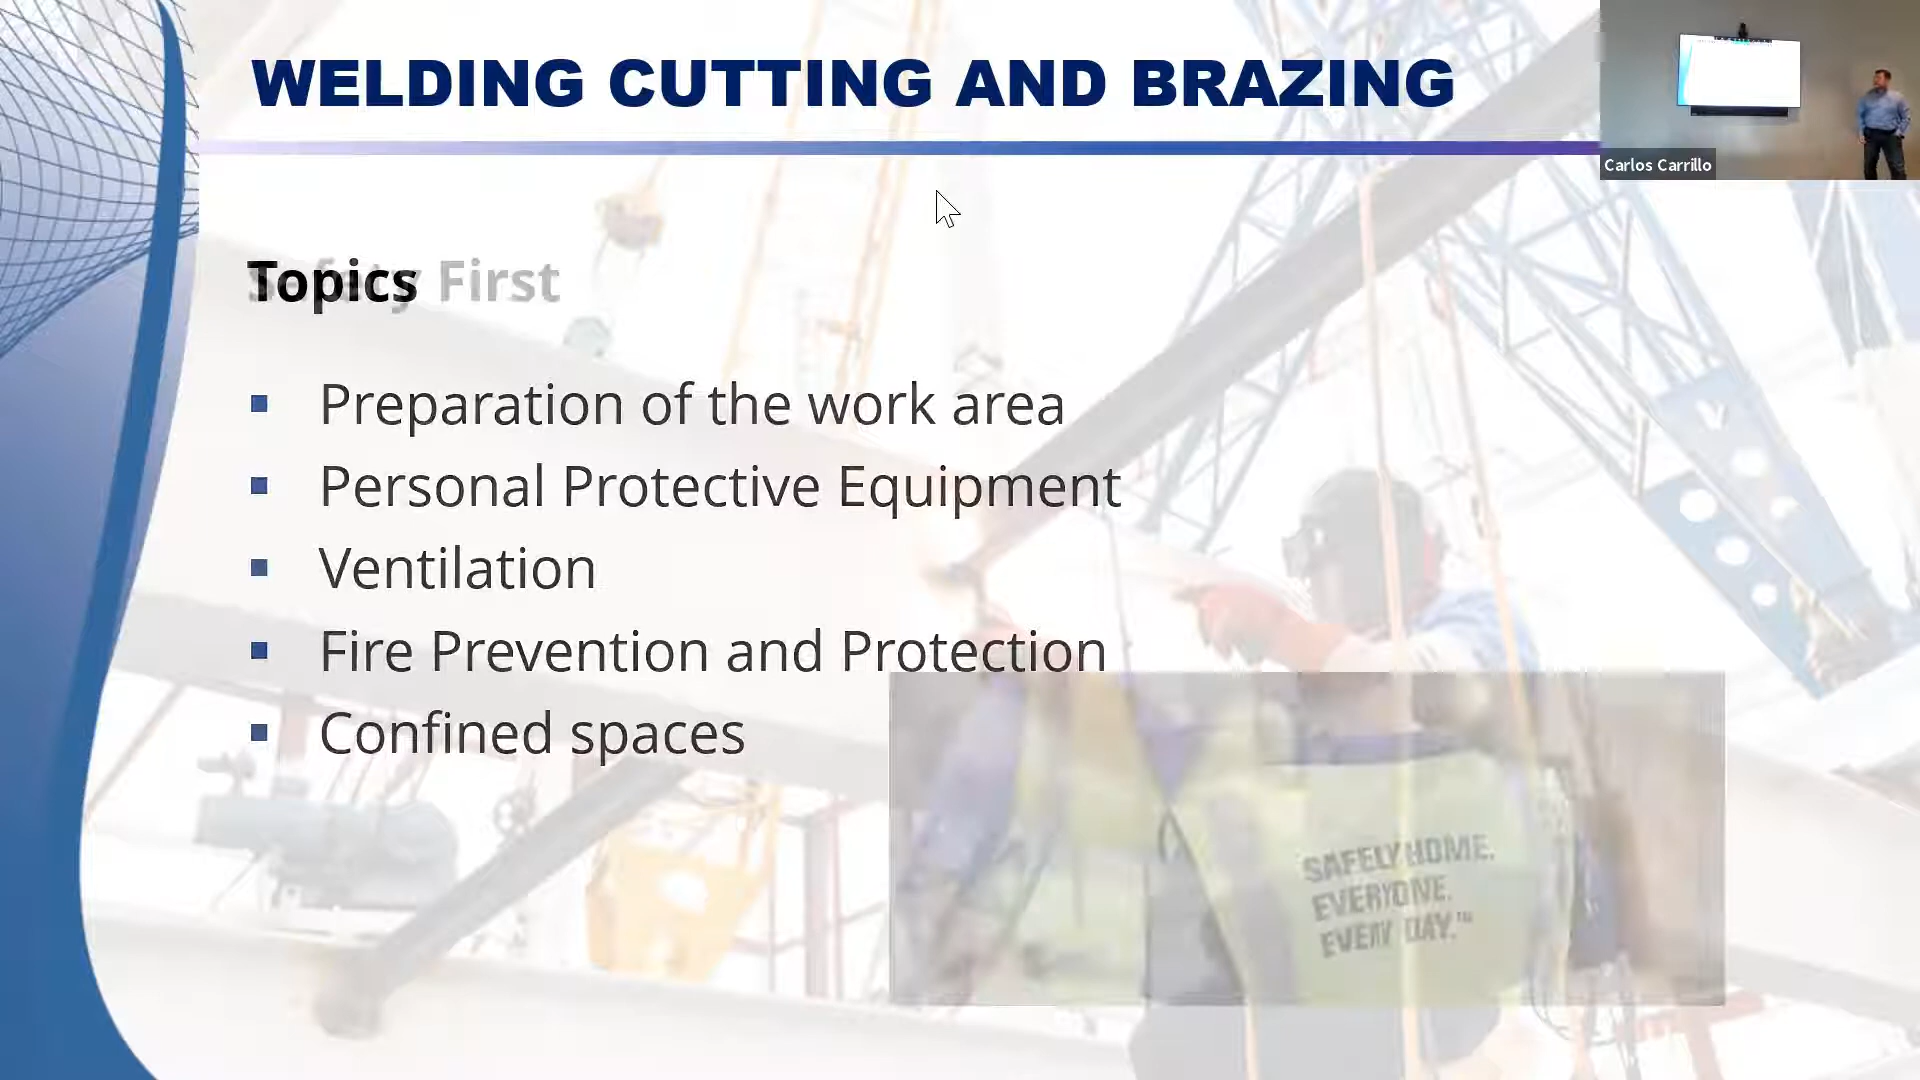 WELDING CUTTING AND BRAZING
Carlos Carrillo
Topics
Safety First
Preparation of the work area
Personal Protective Equipment
Ventilation
Fire Prevention and Protection
Confined spaces
SAFELY HOME.
EVERYONE.
EVERY DAY.™